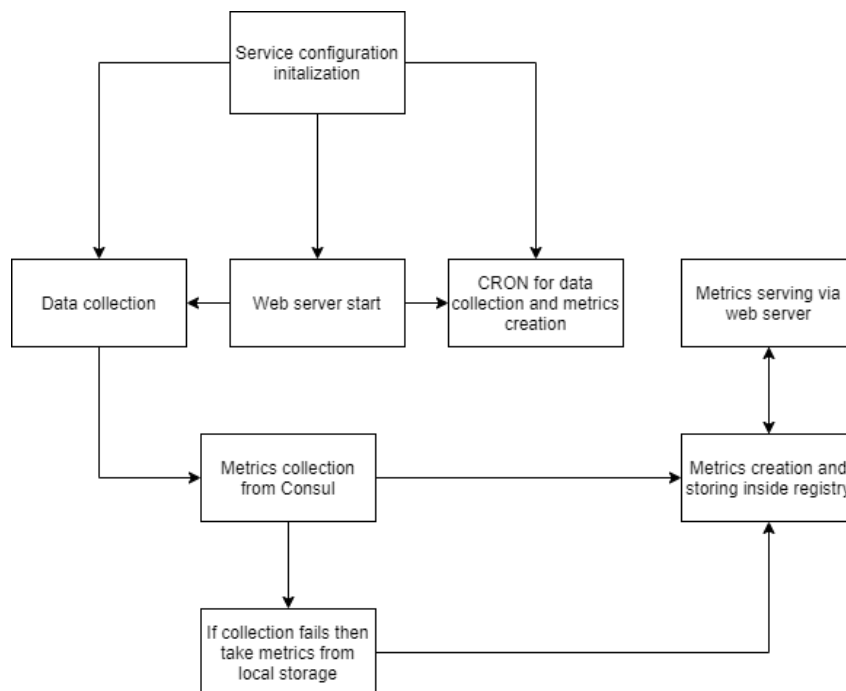 Service configuration
initalization
Data collection
Web server start
CRON for data
collection and metrics
creation
Metrics serving via
web server
Metrics collection
from Consul
Metrics creation and
storing inside registry
If collection fails then
take metrics from
local storage